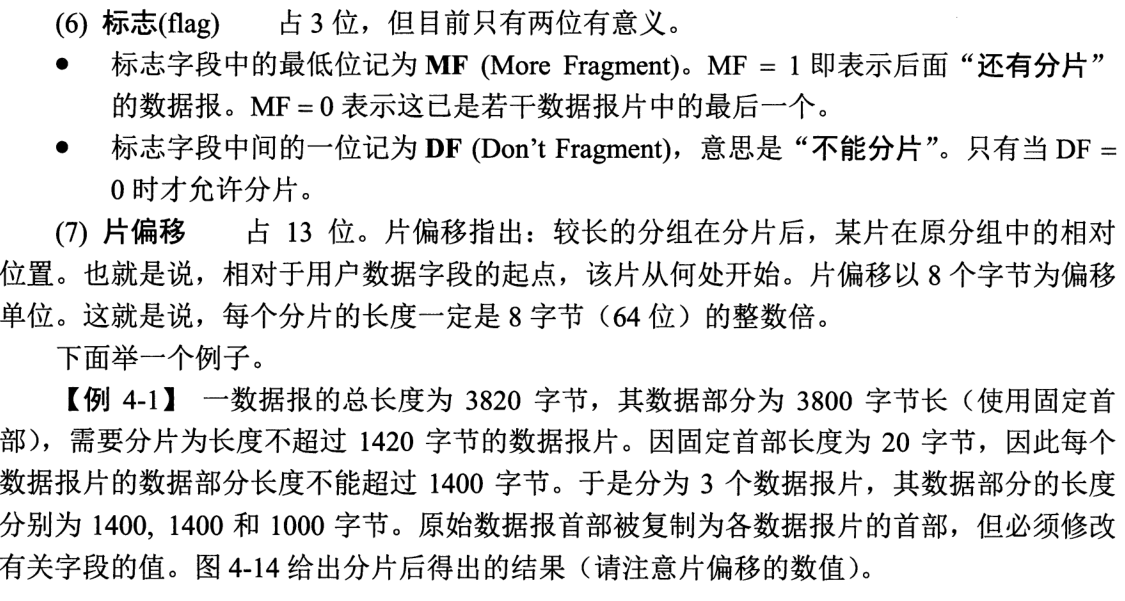 (6) 标志(flag) 占 3 位，但目前只有两位有意义。
● 标志字段中的最低位记为 MF (More Fragment)。MF = 1 即表示后面“还有分片”
的数据报。MF = 0 表示这已是若干数据报片中的最后一个。
● 标志字段中间的一位记为 DF (Don't Fragment)，意思是“不能分片”。只有当 DF =
0 时才允许分片。
(7) 片偏移 占 13 位。片偏移指出：较长的分组在分片后，某片在原分组中的相对
位置。也就是说，相对于用户数据字段的起点，该片从何处开始。片偏移以 8 个字节为偏移
单位。这就是说，每个分片的长度一定是 8 字节（64 位）的整数倍。
下面举一个例子。
【例 4-1】 一数据报的总长度为 3820 字节，其数据部分为 3800 字节长（使用固定首
部），需要分片为长度不超过 1420 字节的数据报片。因固定首部长度为 20 字节，因此每个
数据报片的数据部分长度不能超过 1400 字节。于是分为 3 个数据报片，其数据部分的长度
分别为 1400, 1400 和 1000 字节。原始数据报首部被复制为各数据报片的首部，但必须修改
有关字段的值。图 4-14 给出分片后得出的结果（请注意片偏移的数值）。